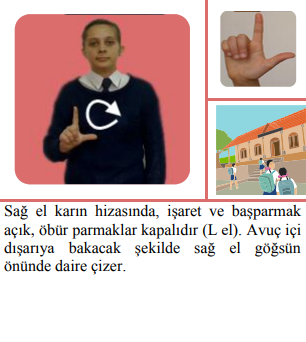 Sağ el karın hizasında, işaret ve başparmak
açık, öbür parmaklar kapalıdır (L el). Avuç içi
dışarıya bakacak şekilde sağ el göğsün
önünde daire çizer.